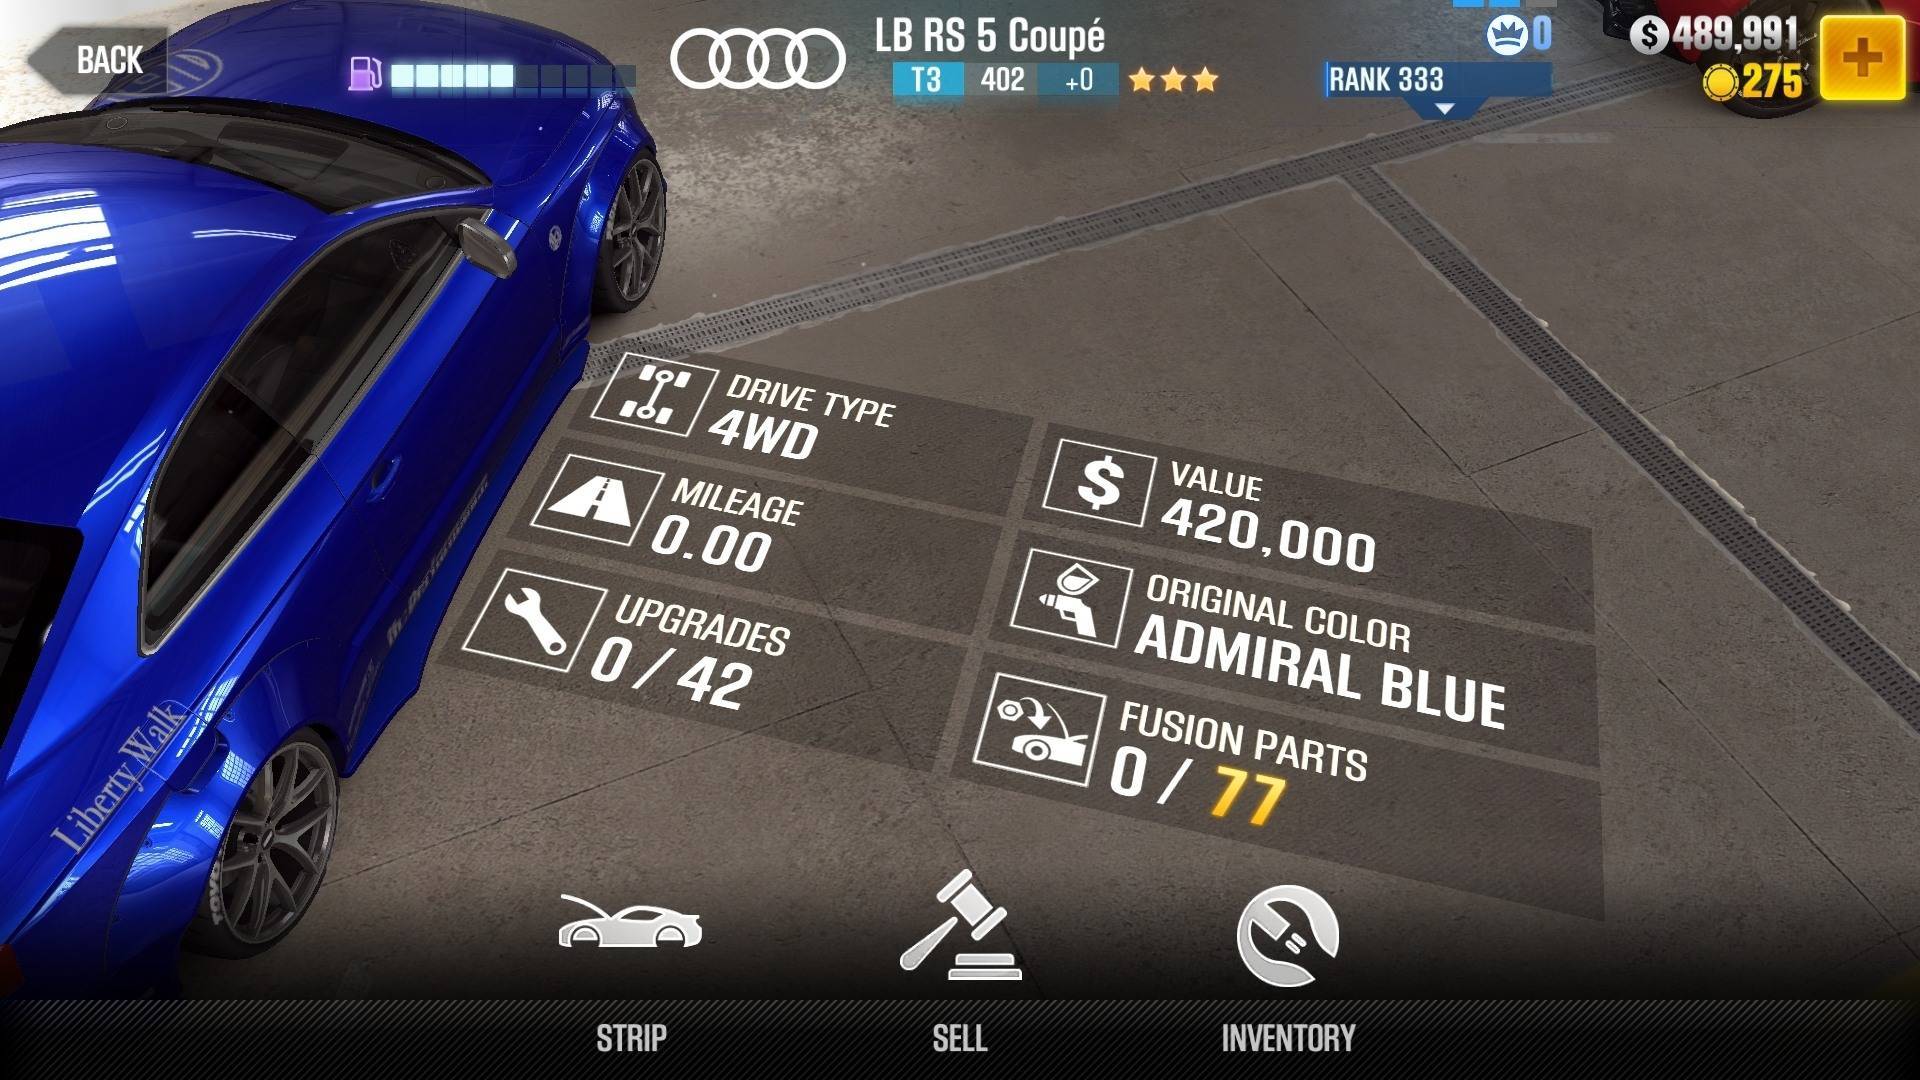 BACK
LB RS 5 Coupé
T3 402 +0
RANK 333
0
$ 489,991
275
DRIVE TYPE
4WD
MILEAGE
0.00
UPGRADES
0 / 42
$ VALUE
420,000
ORIGINAL COLOR
ADMIRAL BLUE
FUSION PARTS
0 / 77
Liberty Walk
TOYO
STRIP
SELL
INVENTORY